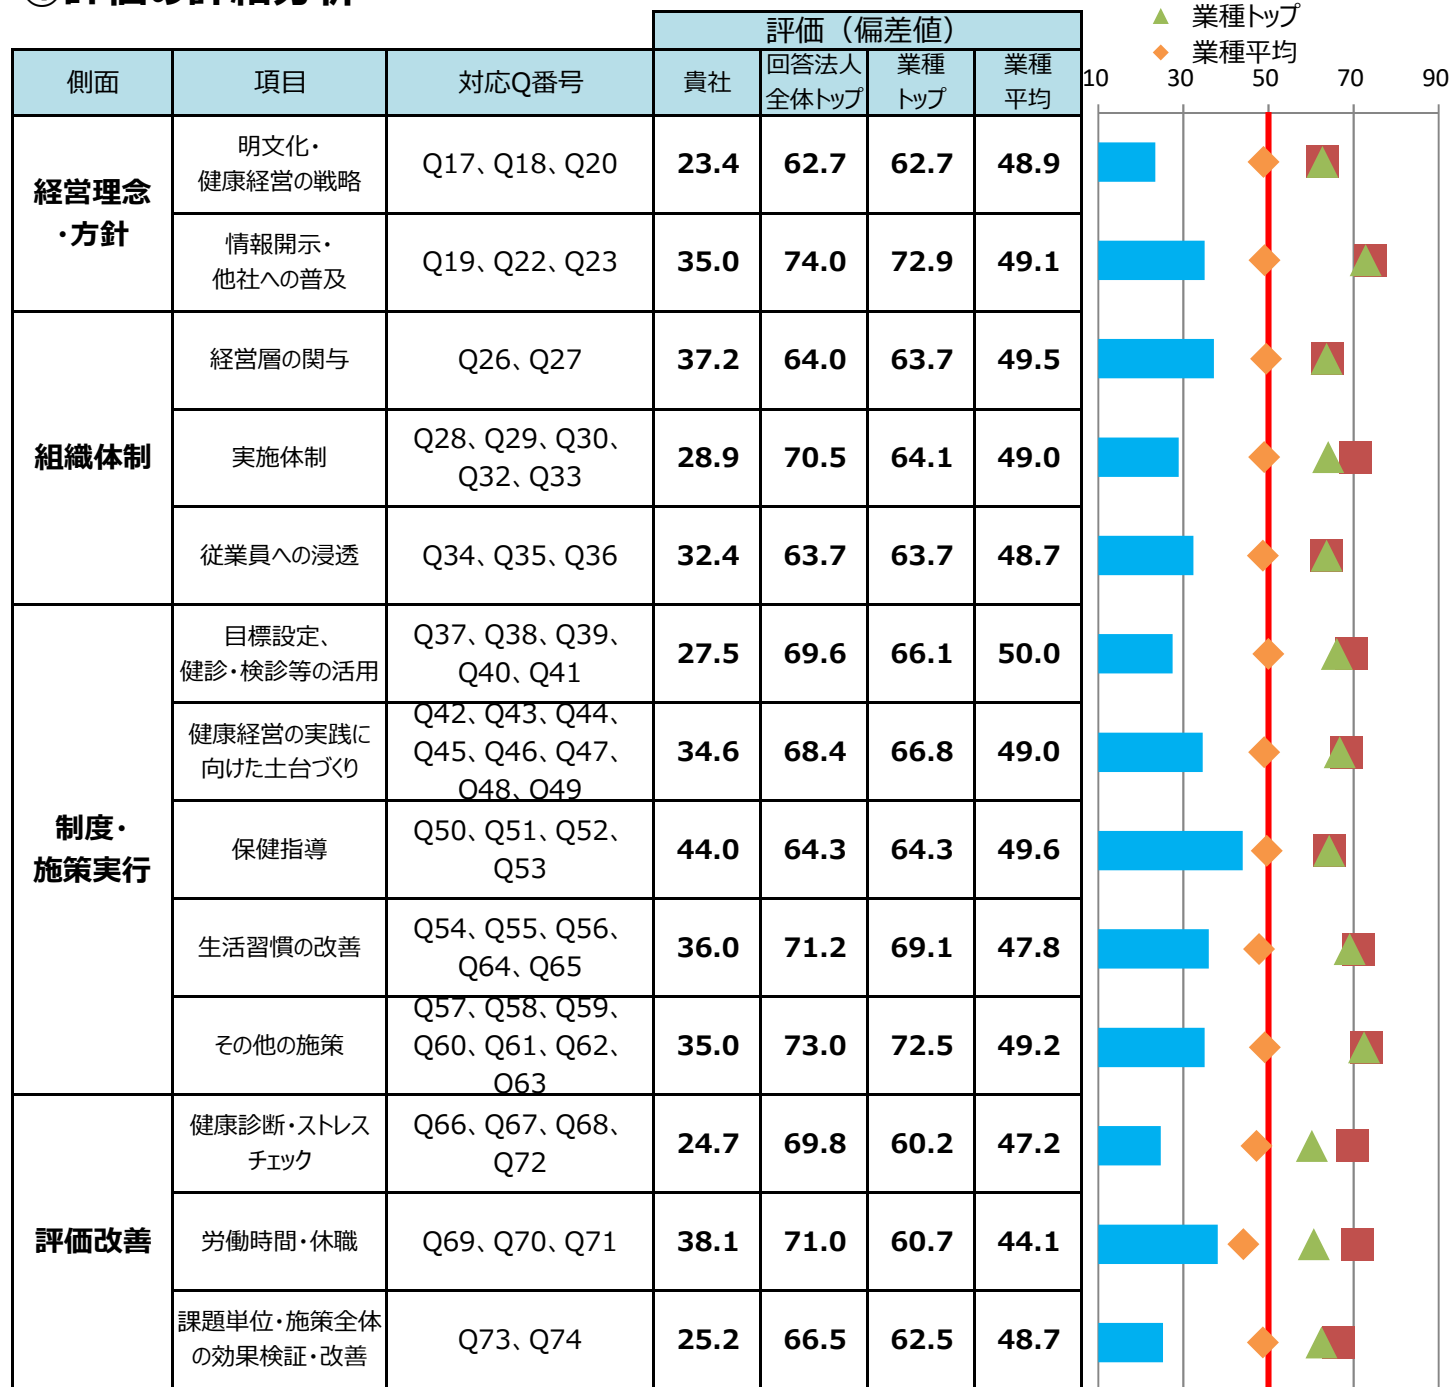 ③評価の詳細分析
▲ 業種トップ
◆ 業種平均
評価（偏差値）
側面 項目 対応Q番号 貴社 回答法人 業種 業種
全体トップ トップ 平均
10 30 50 70 90
経営理念
・方針
明文化・
健康経営の戦略
Q17、Q18、Q20 23.4 62.7 62.7 48.9
情報開示・
他社への普及
Q19、Q22、Q23 35.0 74.0 72.9 49.1
組織体制
経営層の関与 Q26、Q27 37.2 64.0 63.7 49.5
実施体制
Q28、Q29、Q30、
Q32、Q33
28.9 70.5 64.1 49.0
従業員への浸透 Q34、Q35、Q36 32.4 63.7 63.7 48.7
制度・
施策実行
目標設定、
健診・検診等の活用
Q37、Q38、Q39、
Q40、Q41
27.5 69.6 66.1 50.0
健康経営の実践に
向けた土台づくり
Q42、Q43、Q44、
Q45、Q46、Q47、
Q48、Q49
34.6 68.4 66.8 49.0
保健指導
Q50、Q51、Q52、
Q53
44.0 64.3 64.3 49.6
生活習慣の改善
Q54、Q55、Q56、
Q64、Q65
36.0 71.2 69.1 47.8
その他の施策
Q57、Q58、Q59、
Q60、Q61、Q62、
Q63
35.0 73.0 72.5 49.2
評価改善
健康診断・ストレス
チェック
Q66、Q67、Q68、
Q72
24.7 69.8 60.2 47.2
労働時間・休職 Q69、Q70、Q71 38.1 71.0 60.7 44.1
課題単位・施策全体
の効果検証・改善
Q73、Q74 25.2 66.5 62.5 48.7